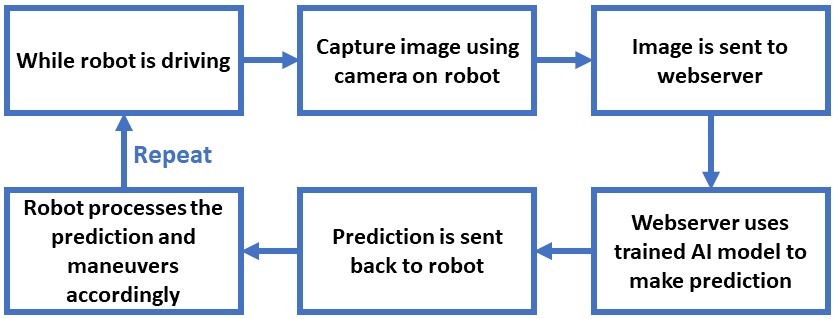 While robot is driving
Capture image using
camera on robot
Image is sent to
webserver
Repeat
Robot processes the
prediction and
maneuvers
accordingly
Prediction is sent
back to robot
Webserver uses
trained AI model to
make prediction